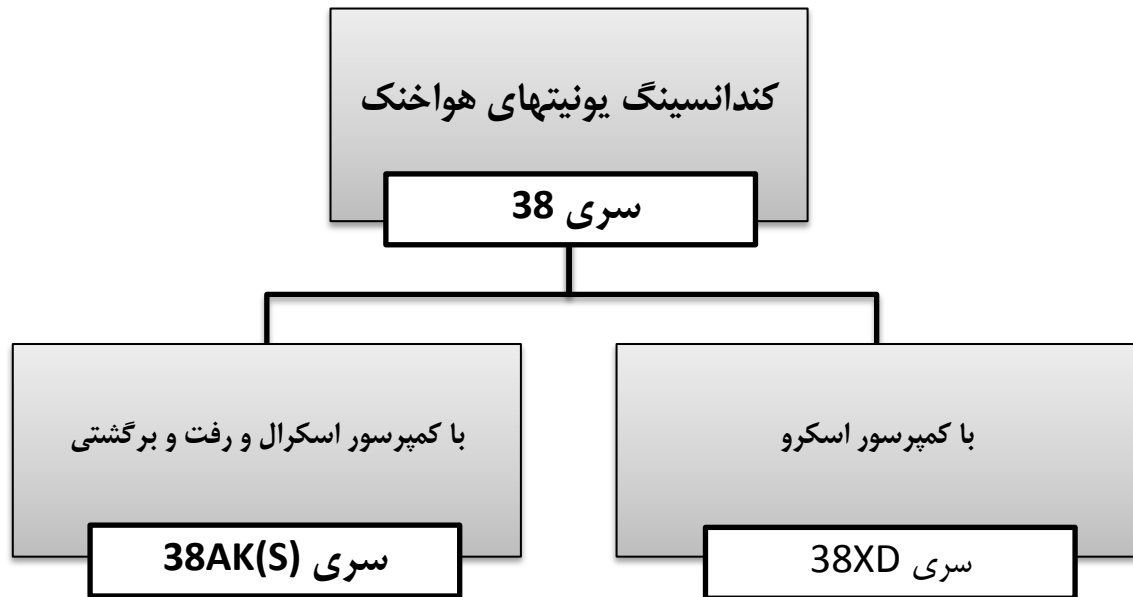 کندانسینگ یونیتهای هواخنک
سری 38
با کمپرسور اسکرو
سری 38XD
با کمپرسور اسکرال و رفت و برگشتی
سری 38AK(S)